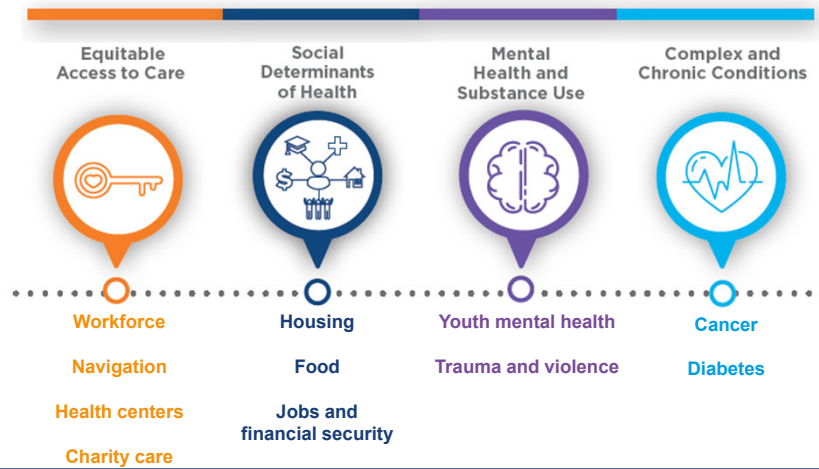 Equitable
Access to Care
Social
Determinants
of Health
Mental
Health and
Substance Use
Complex and
Chronic Conditions
$
Workforce
Navigation
Health centers
Charity care
Housing
Food
Jobs and
financial security
Youth mental health
Trauma and violence
Cancer
Diabetes